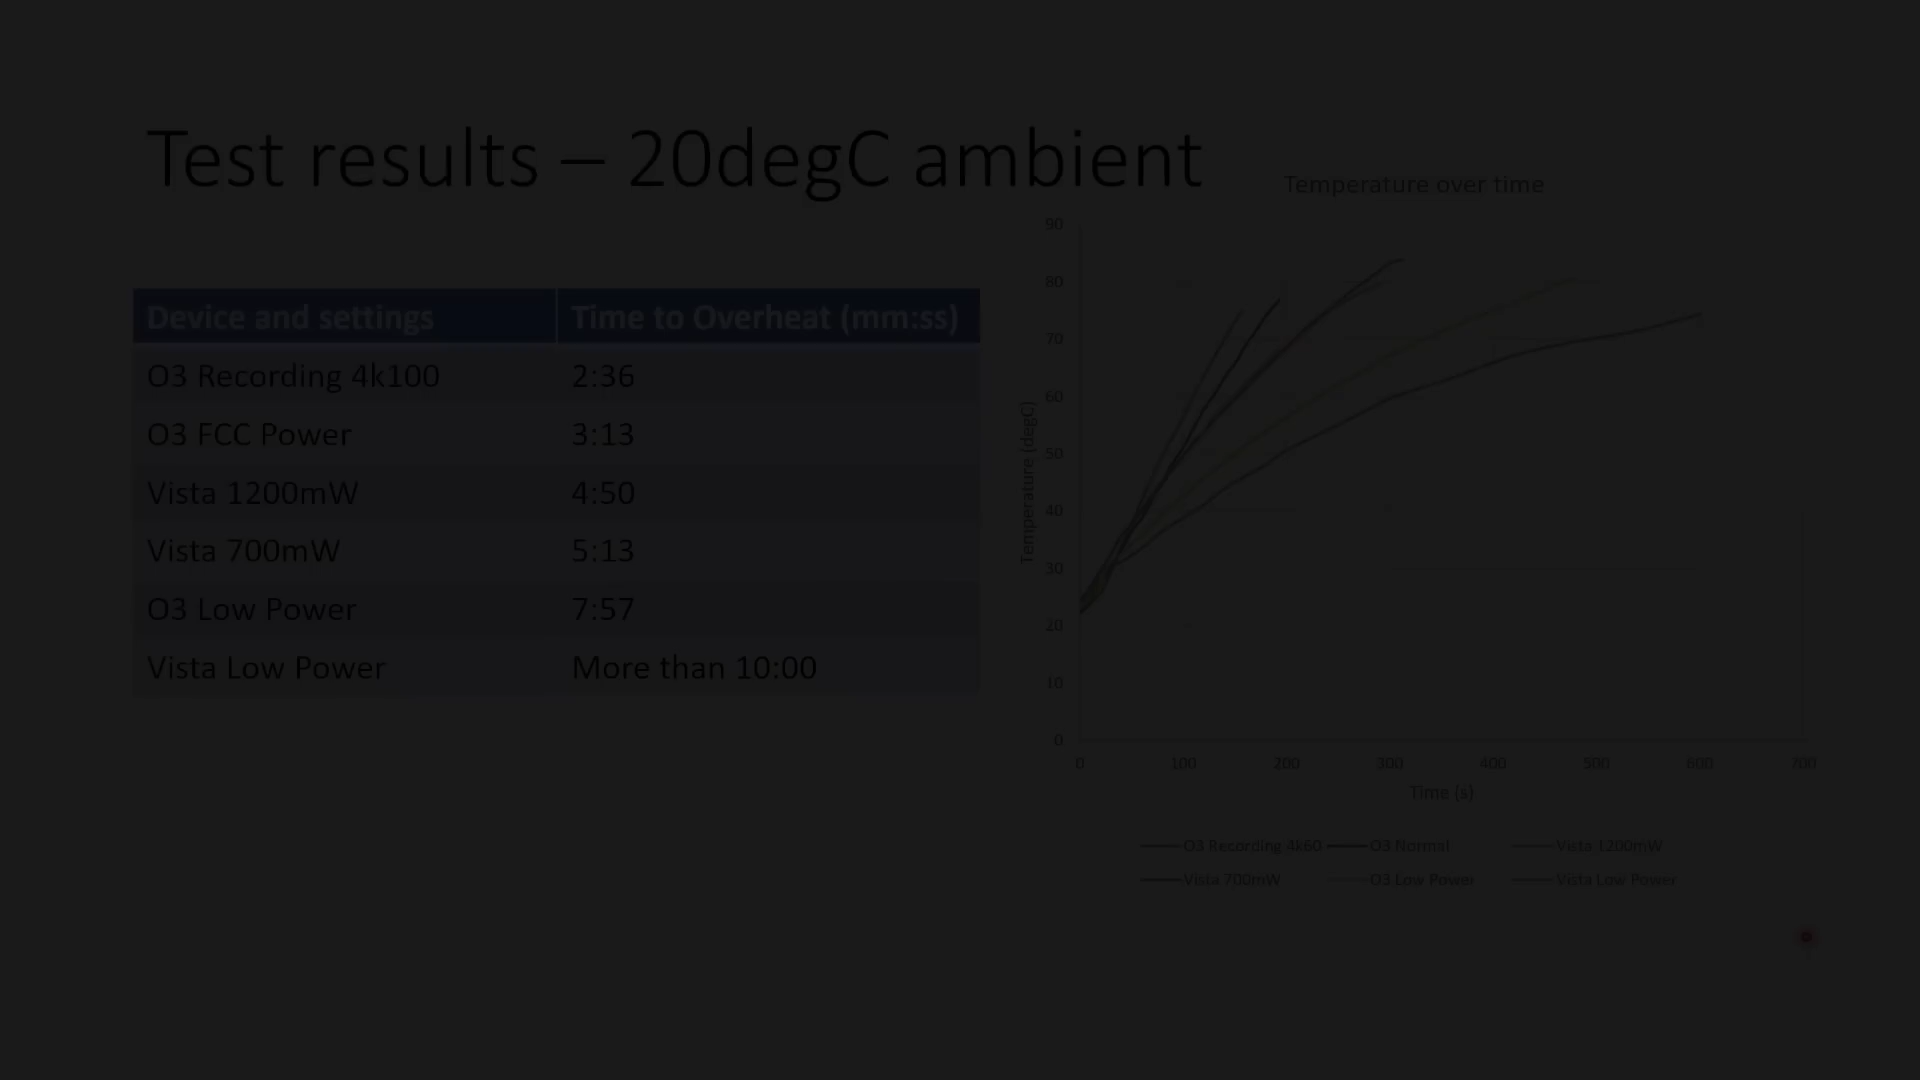 Test results – 20degC ambient
Device and settings Time to Overheat (mm:ss)
O3 Recording 4k100 2:36
O3 FCC Power 3:13
Vista 1200mW 4:50
Vista 700mW 5:13
O3 Low Power 7:57
Vista Low Power More than 10:00
Temperature over time
90
80
70
60
50
40
30
20
10
0
Temperature (degC)
0 100 200 300 400 500 600 700
Time (s)
O3 Recording 4k60 O3 Normal Vista 1200mW
Vista 700mW O3 Low Power Vista Low Power